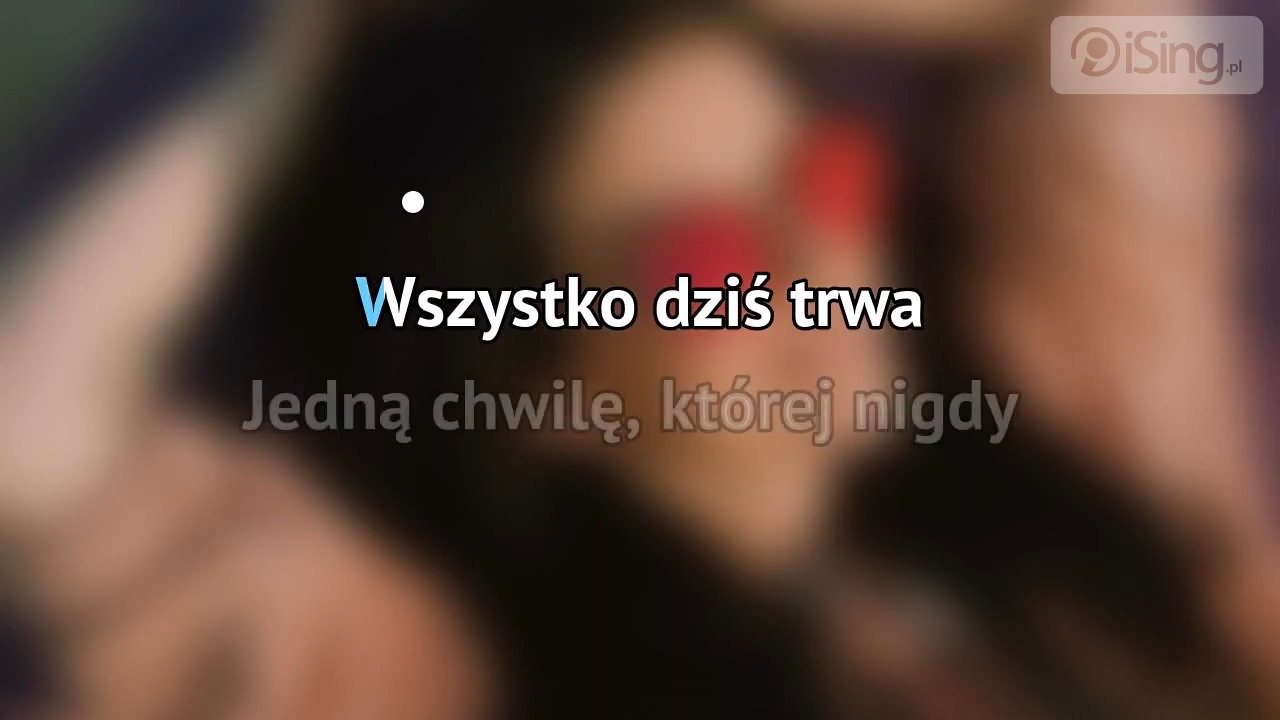 iSing.pl
Wszystko dziś trwa
Jedną chwilę, której nigdy